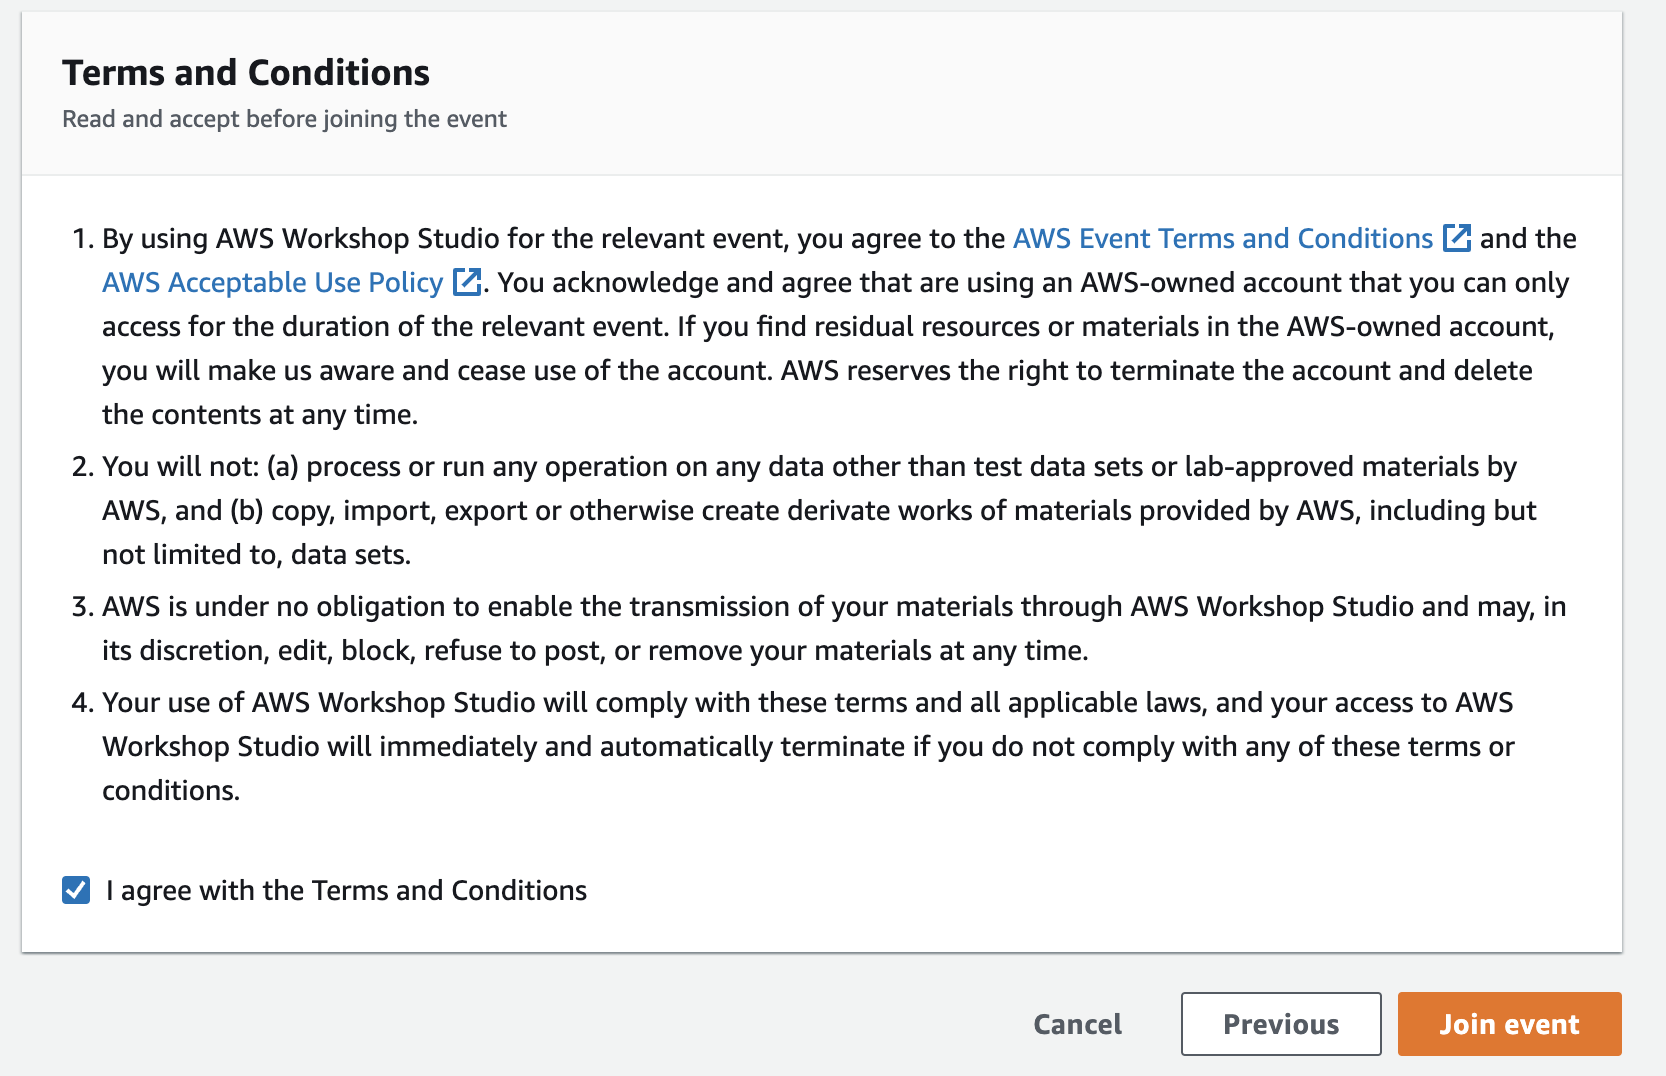 Terms and Conditions
Read and accept before joining the event
1. By using AWS Workshop Studio for the relevant event, you agree to the AWS Event Terms and Conditions and the
AWS Acceptable Use Policy. You acknowledge and agree that are using an AWS-owned account that you can only
access for the duration of the relevant event. If you find residual resources or materials in the AWS-owned account,
you will make us aware and cease use of the account. AWS reserves the right to terminate the account and delete
the contents at any time.
2. You will not: (a) process or run any operation on any data other than test data sets or lab-approved materials by
AWS, and (b) copy, import, export or otherwise create derivate works of materials provided by AWS, including but
not limited to, data sets.
3. AWS is under no obligation to enable the transmission of your materials through AWS Workshop Studio and may, in
its discretion, edit, block, refuse to post, or remove your materials at any time.
4. Your use of AWS Workshop Studio will comply with these terms and all applicable laws, and your access to AWS
Workshop Studio will immediately and automatically terminate if you do not comply with any of these terms or
conditions.
I agree with the Terms and Conditions
Cancel Previous Join event